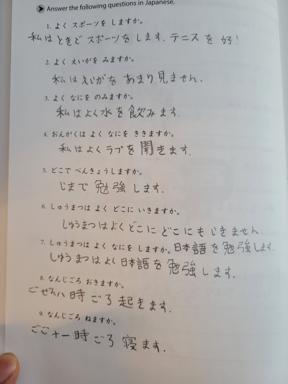 Answer the following questions in Japanese.
1. よく スポーツを しますか。
私は ときど スポーツを します、テニス を
2. よく えいがを みますか。
私は えいがを あまり 見ません.
3. よく なにを のみますか。
私は よく水を 飲みます.
4. おんがくは よく なにを ききますか。
私は よく ラプを 聞きます.
5. どこで べんきょうしますか。
じまで 勉強 します.
6. しゅうまつは よく どこに いきますか。
しゅうまつはよくどこに どこにも じきません.
7. しゅうまつは よく なにを しますか。日本語を 勉強します
しゅうまつ は よく 日本語を 勉強 します.
8. なんじごろ おきますか。
ごぜん八時ごろ 起きます.
9. なんじごろ ねますか。
ごご十一時ごろ 寝ます.